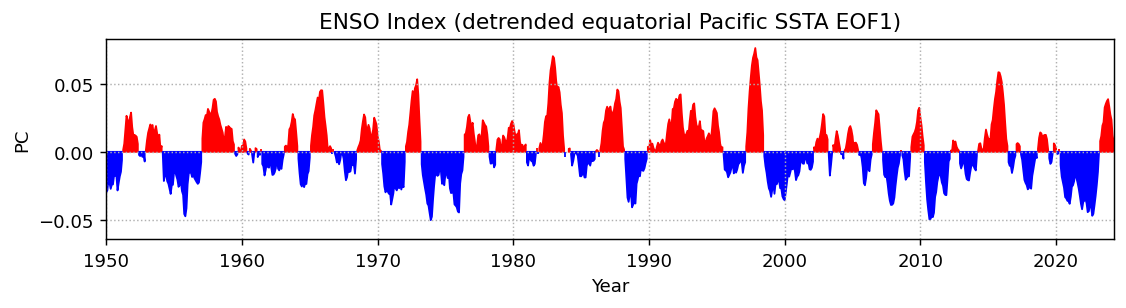 ENSO Index (detrended equatorial Pacific SSTA EOF1)
PC
0.05
0.00
−0.05
1950 1960 1970 1980 1990 2000 2010 2020
Year